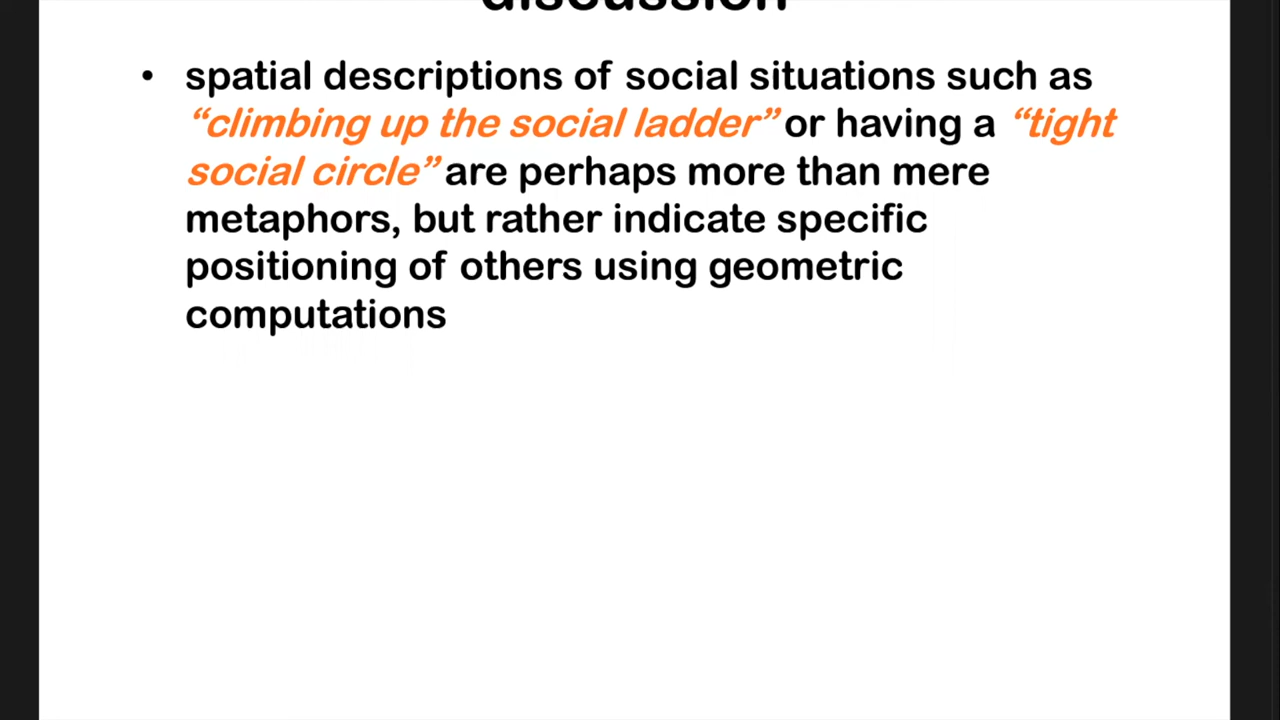 discussion
• spatial descriptions of social situations such as
“climbing up the social ladder” or having a “tight
social circle” are perhaps more than mere
metaphors, but rather indicate specific
positioning of others using geometric
computations